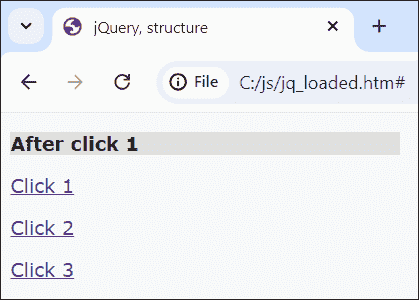 jQuery, structure
File C:/js/jq_loaded.htm#
After click 1
Click 1
Click 2
Click 3